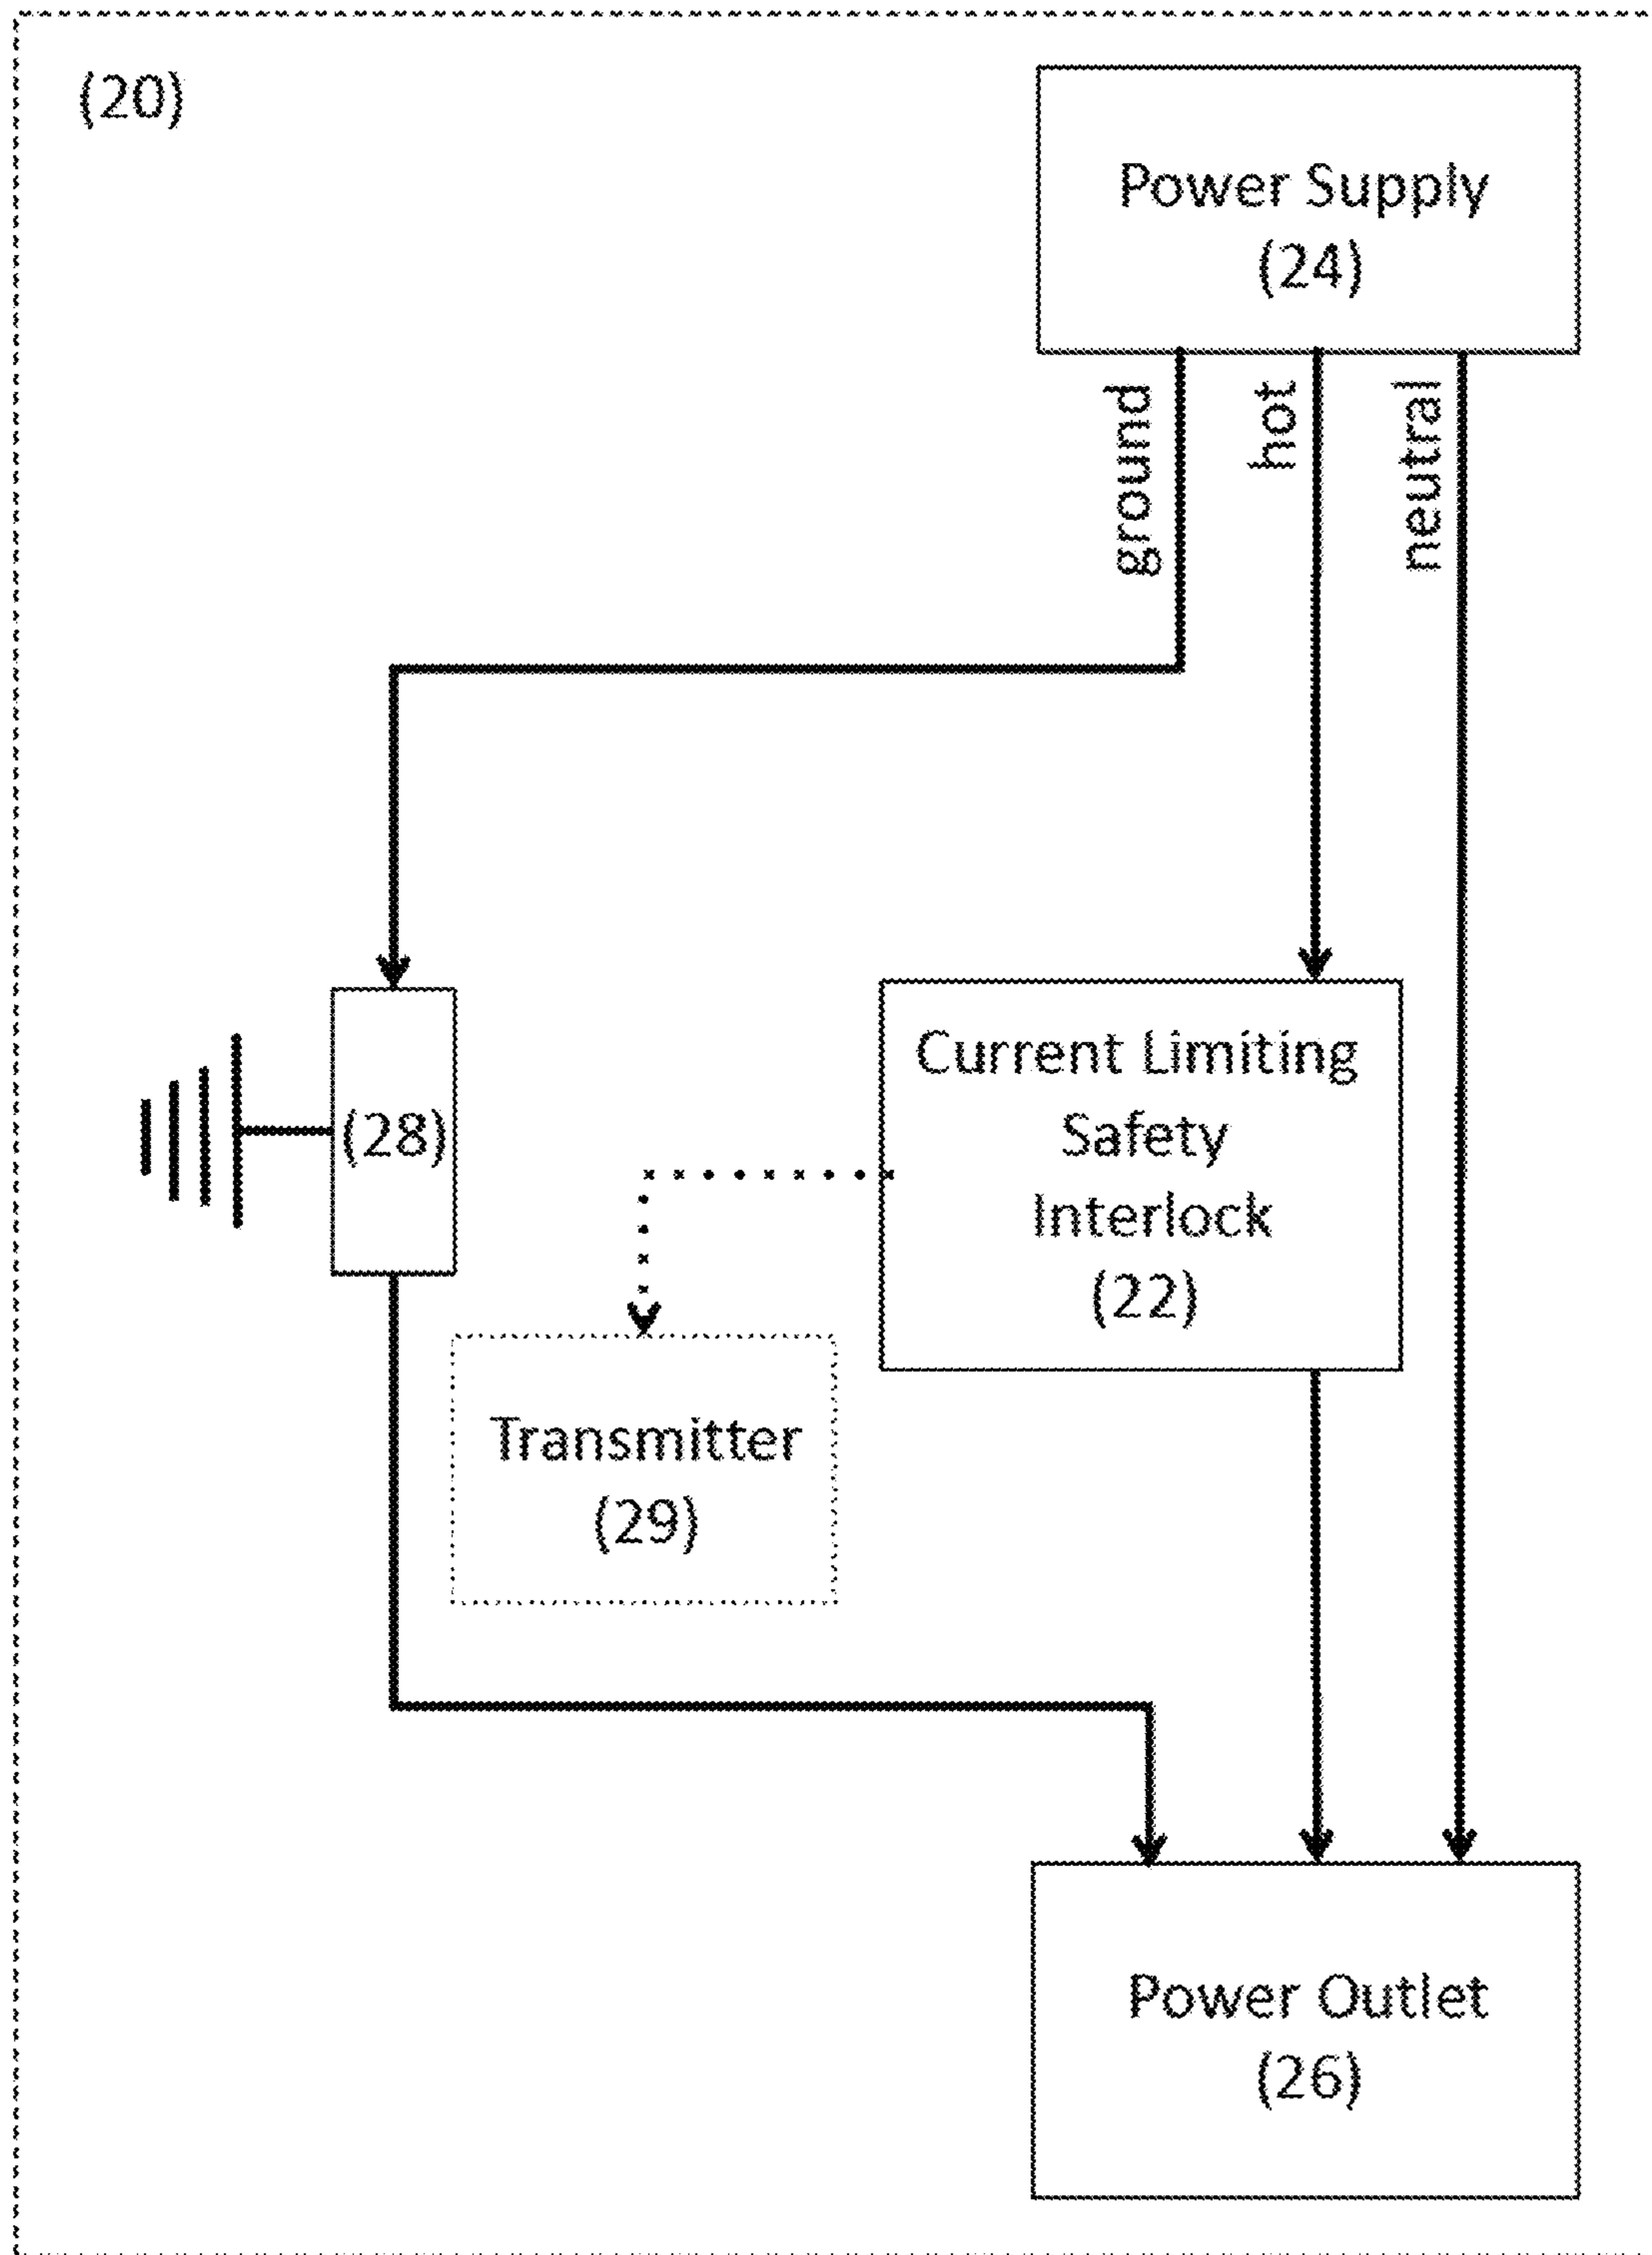 (20)
Power Supply
(24)
ground
hot
neutral
(28)
Current Limiting
Safety
Interlock
(22)
Transmitter
(29)
Power Outlet
(26)